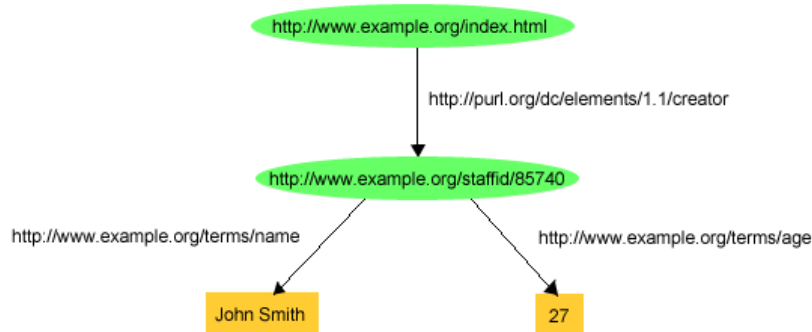 http://www.example.org/index.html
http://purl.org/dc/elements/1.1/creator
http://www.example.org/staffid/85740
http://www.example.org/terms/name
http://www.example.org/terms/age
John Smith
27